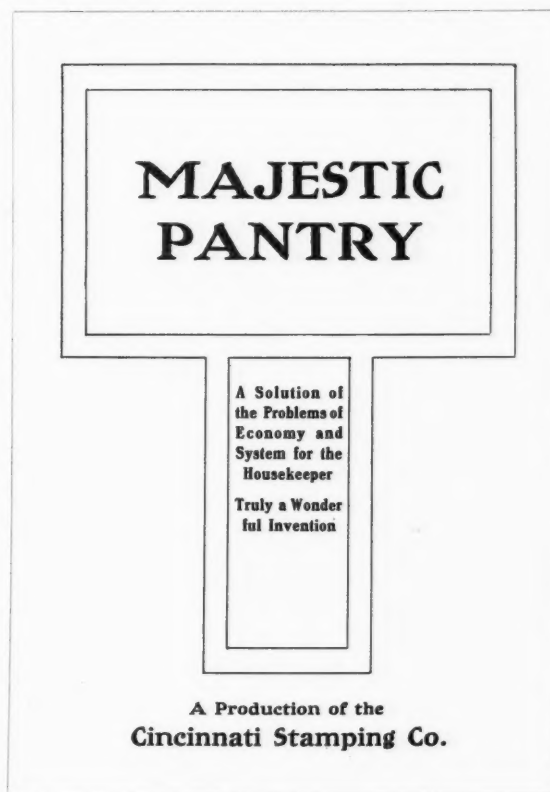 MAJESTIC
PANTRY
A Solution of
the Problems of
Economy and
System for the
Housekeeper
Truly a Wonder
ful Invention
A Production of the
Cincinnati Stamping Co.